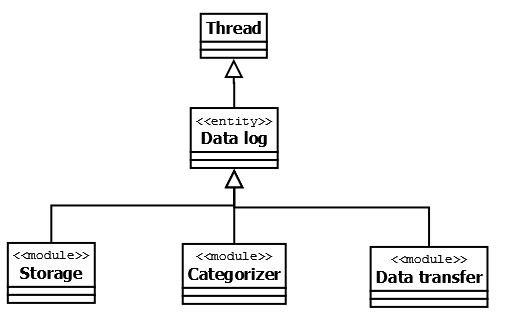 Thread
<<entity>>
Data log
<<module>>
Storage
<<module>>
Categorizer
<<module>>
Data transfer